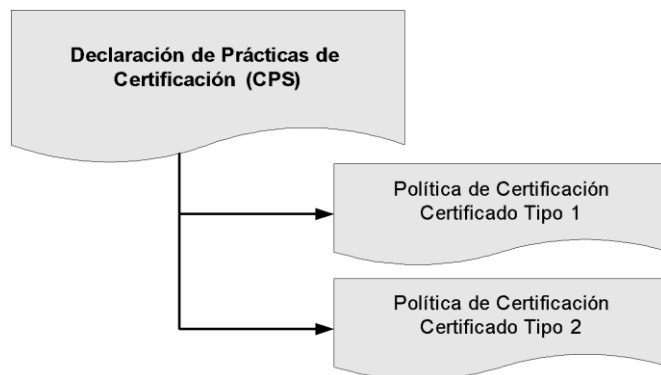 Declaración de Prácticas de
Certificación (CPS)
Política de Certificación
Certificado Tipo 1
Política de Certificación
Certificado Tipo 2